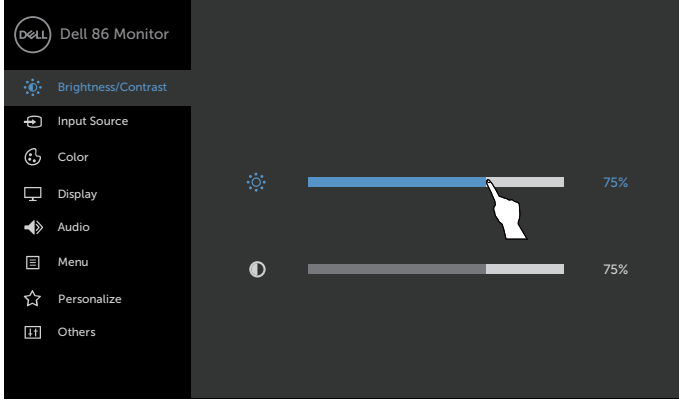 DELL Dell 86 Monitor
Brightness/Contrast
Input Source
Color
Display
Audio
Menu
Personalize
Others
75%
75%